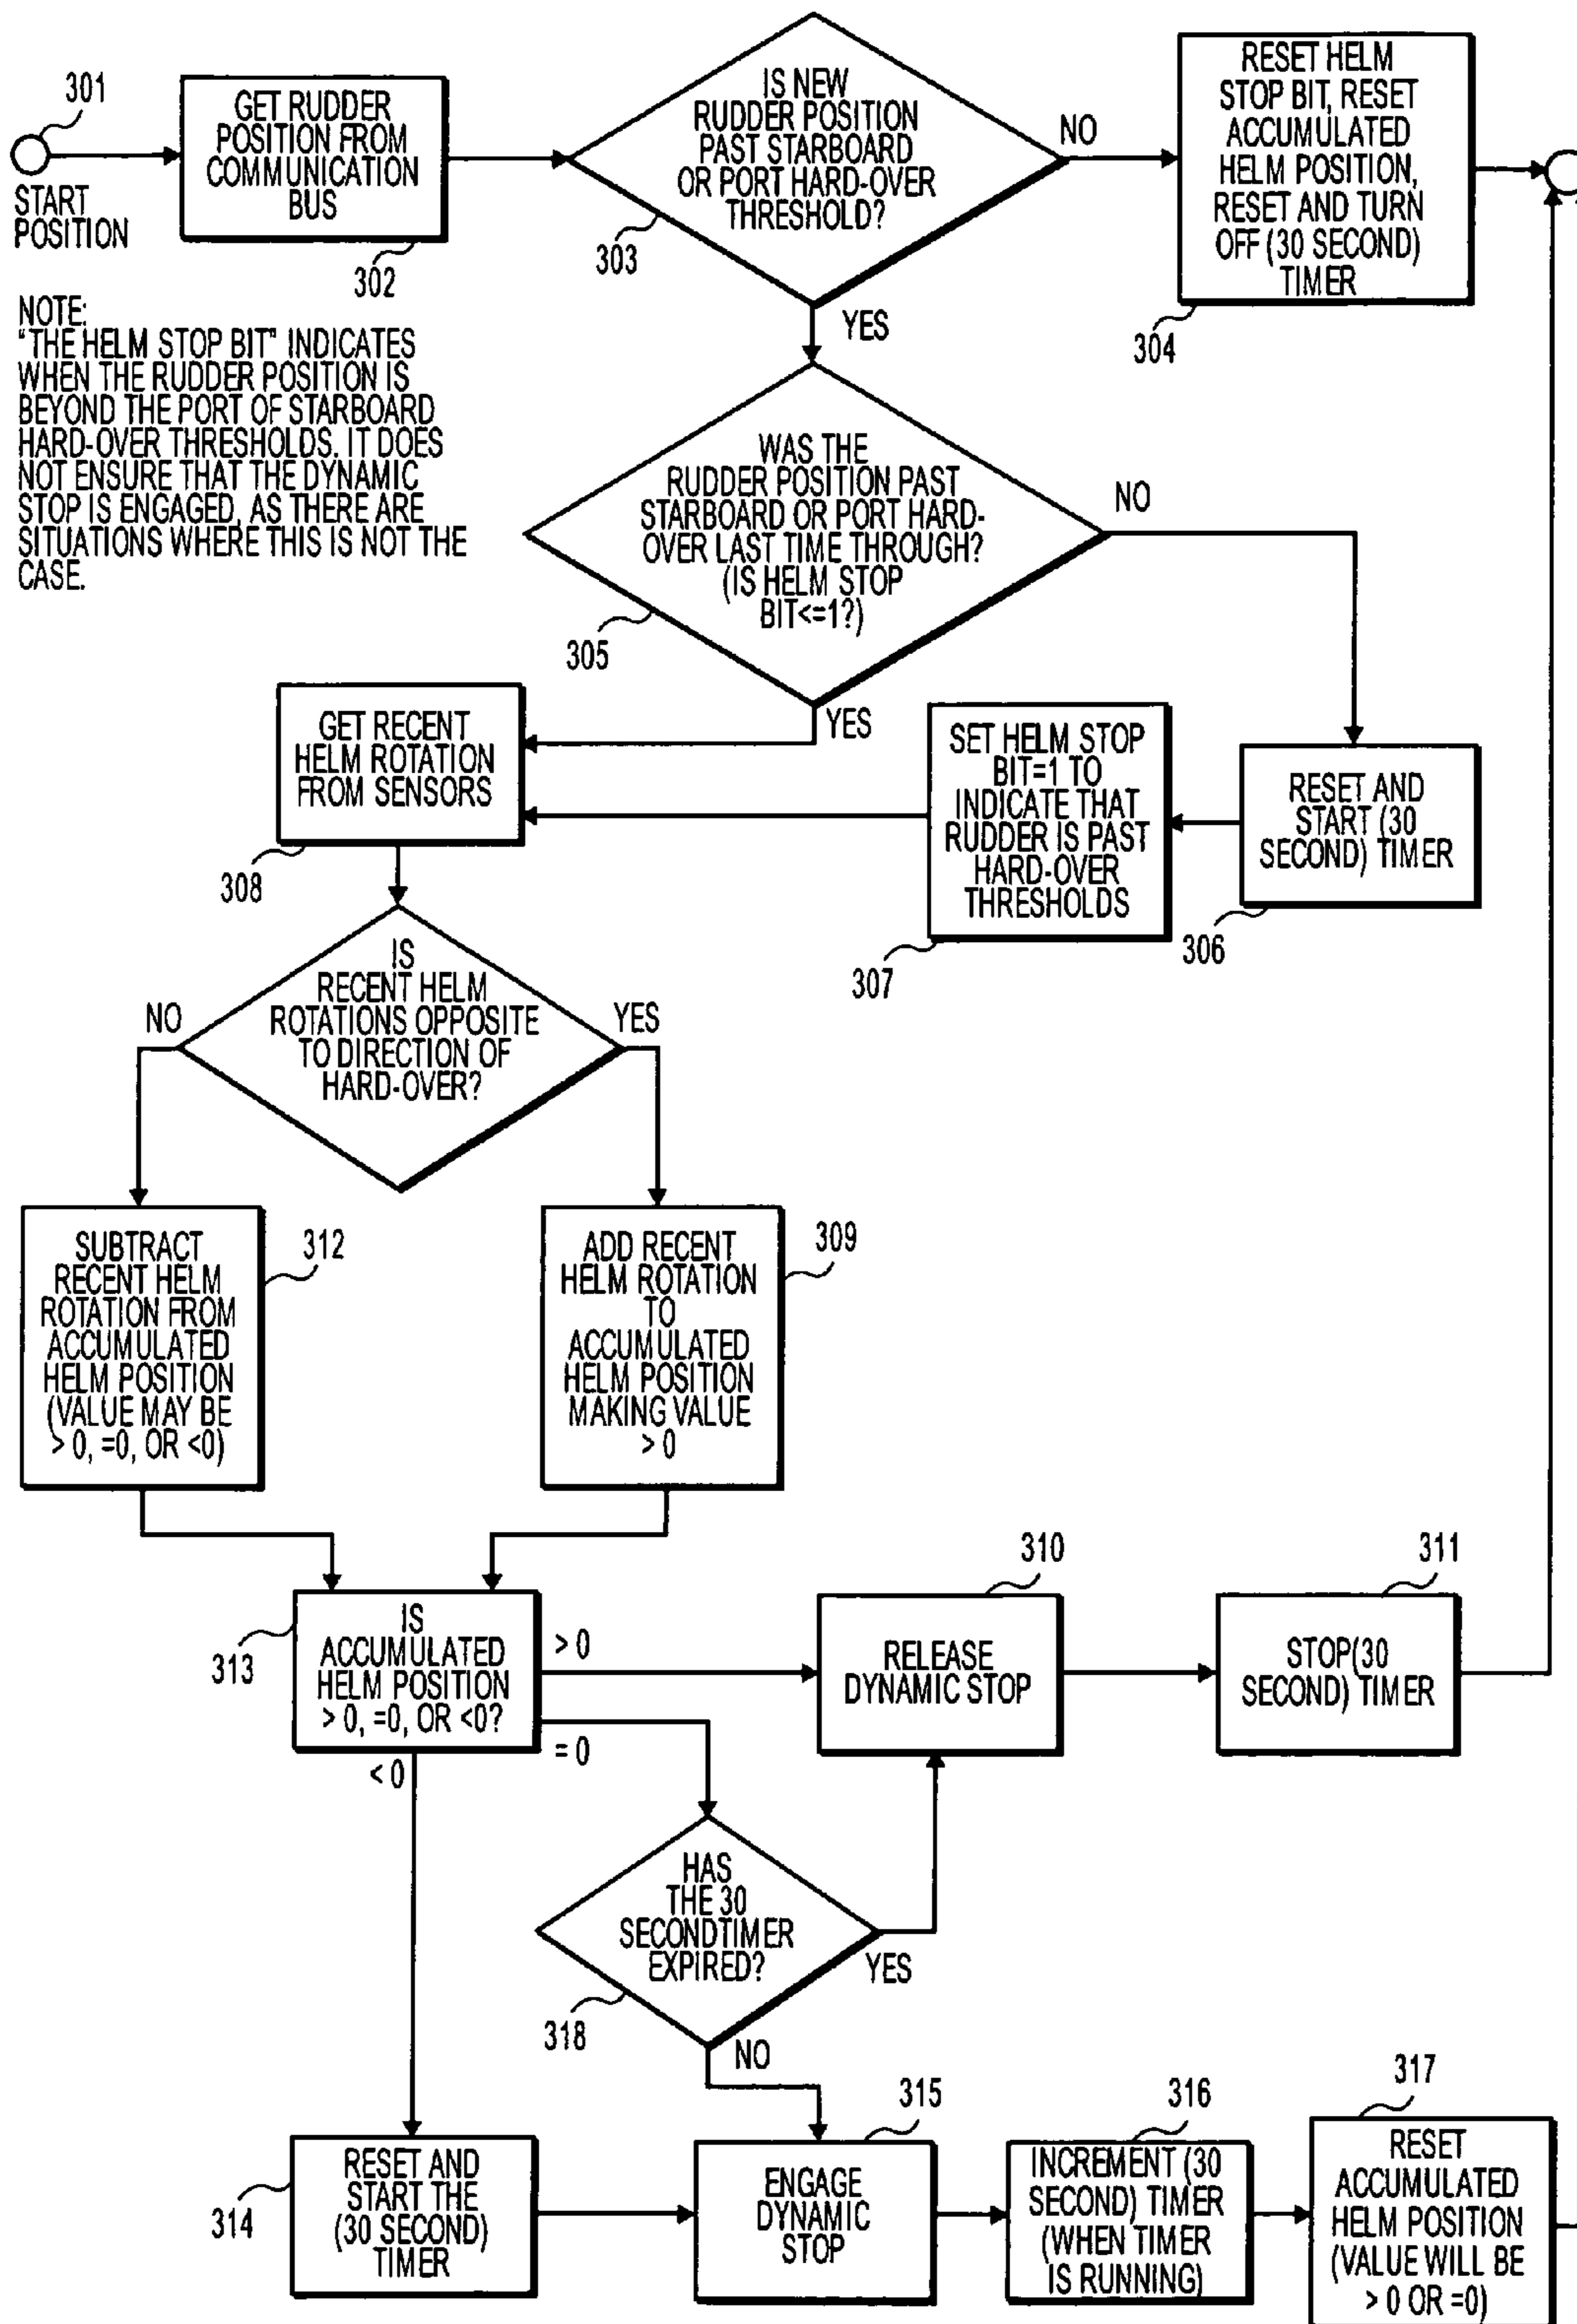 301
START
POSITION
GET RUDDER
POSITION FROM
COMMUNICATION
BUS
302
IS NEW
RUDDER POSITION
PAST STARBOARD
OR PORT HARD-OVER
THRESHOLD?
303
NO
YES
RESET HELM
STOP BIT, RESET
ACCUMULATED
HELM POSITION,
RESET AND TURN
OFF (30 SECOND)
TIMER
304
NOTE:
"THE HELM STOP BIT" INDICATES
WHEN THE RUDDER POSITION IS
BEYOND THE PORT OF STARBOARD
HARD-OVER THRESHOLDS. IT DOES
NOT ENSURE THAT THE DYNAMIC
STOP IS ENGAGED, AS THERE ARE
SITUATIONS WHERE THIS IS NOT THE
CASE.
WAS THE
RUDDER POSITION PAST
STARBOARD OR PORT HARD-
OVER LAST TIME THROUGH?
(IS HELM STOP
BIT<=1?)
305
NO
YES
GET RECENT
HELM ROTATION
FROM SENSORS
308
SET HELM STOP
BIT=1 TO
INDICATE THAT
RUDDER IS PAST
HARD-OVER
THRESHOLDS
307
RESET AND
START (30
SECOND) TIMER
306
IS
RECENT HELM
ROTATIONS OPPOSITE
TO DIRECTION OF
HARD-OVER?
NO
YES
SUBTRACT
RECENT HELM
ROTATION FROM
ACCUMULATED
HELM POSITION
(VALUE MAY BE
> 0, =0, OR <0)
312
ADD RECENT
HELM ROTATION
TO
ACCUMULATED
HELM POSITION
MAKING VALUE
> 0
309
IS
ACCUMULATED
HELM POSITION
> 0, =0, OR <0?
313
> 0
= 0
< 0
RELEASE
DYNAMIC STOP
310
STOP(30
SECOND) TIMER
311
HAS
THE 30
SECONDTIMER
EXPIRED?
318
YES
NO
RESET AND
START THE
(30 SECOND)
TIMER
314
ENGAGE
DYNAMIC
STOP
315
INCREMENT (30
SECOND) TIMER
(WHEN TIMER
IS RUNNING)
316
RESET
ACCUMULATED
HELM POSITION
(VALUE WILL BE
> 0 OR =0)
317